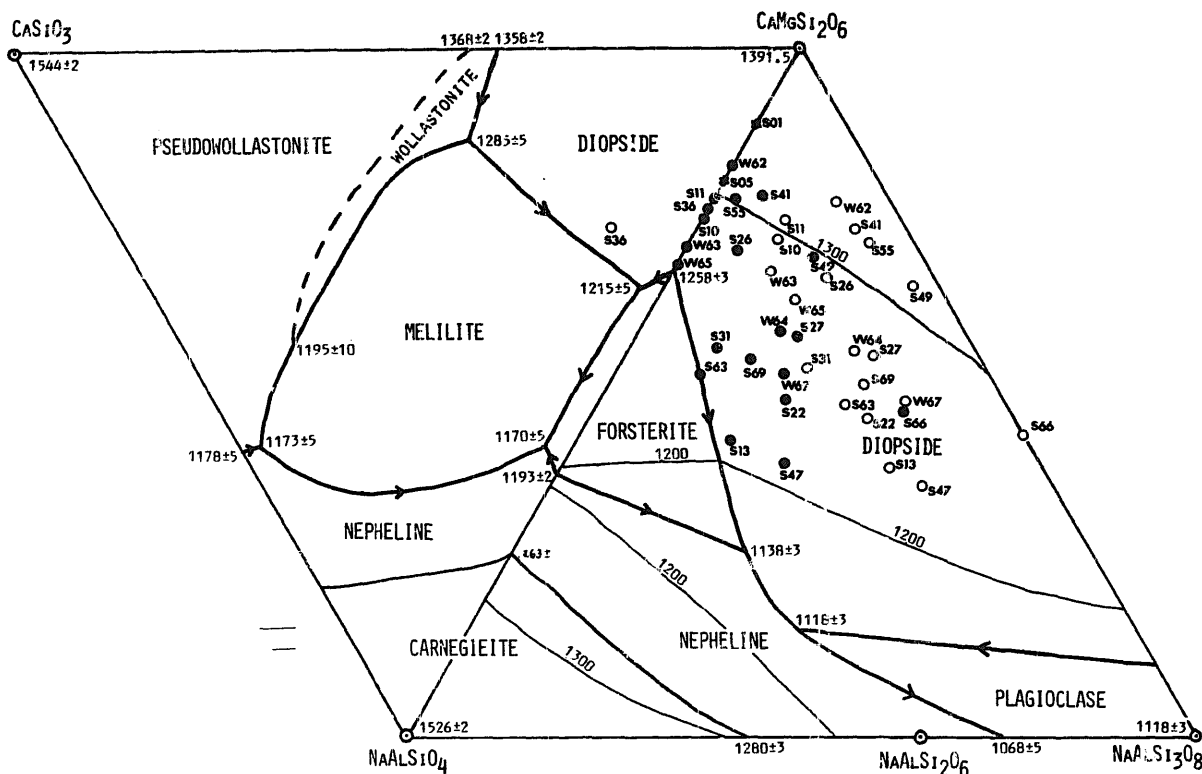 CaSiO3
CaMgSi2O6
1544±2
1368±2
1358±2
1391.5
PSEUDOWOLLASTONITE
WOLLASTONITE
1285±5
DIOPSIDE
S01
W62
S05
S11
S36
S10
S55
S41
W62
S41
S55
S11
S10
1300
S36
S26
S42
S26
W63
W65
W63
W65
S49
1258±3
1215±5
MELILITE
1195±10
W64
S27
W64
S27
S31
S63
S69
W67
S31
S69
S22
S63
S22
W67
S66
S66
DIOPSIDE
1178±5
1173±5
1170±5
FORSTERITE
S13
S47
S13
S47
1200
1193±2
NEPHELINE
1138±3
1200
1200
CARNEGIEITE
1300
NEPHELINE
1118±3
PLAGIOCLASE
1526±2
1280±3
1068±5
1118±3
NaAlSiO4
NaAlSi2O6
NaAlSi3O8